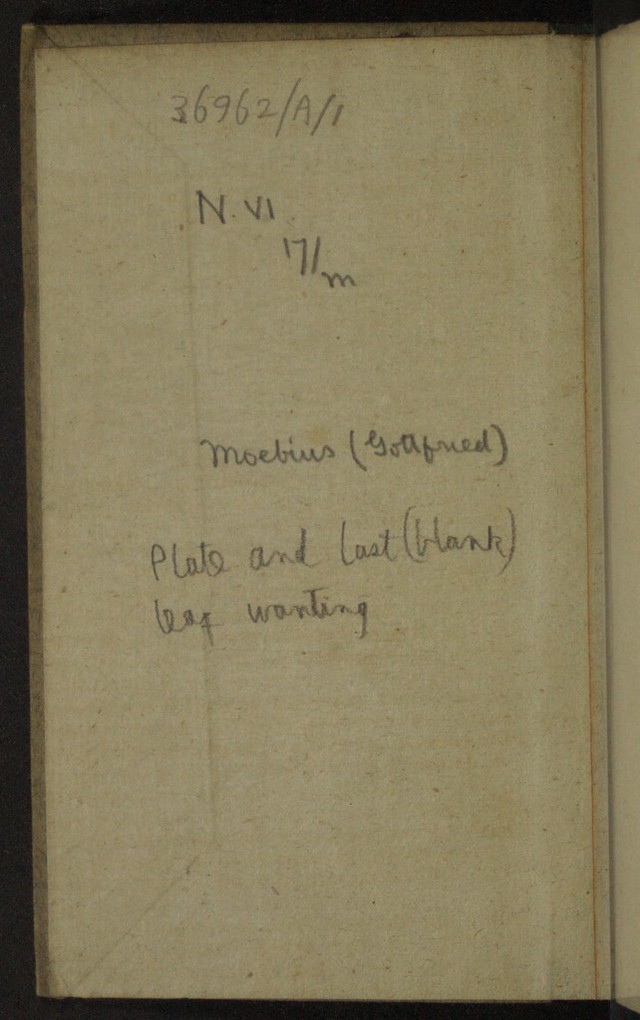 36962/A/1
N. VI
17/m
Moebius (Gottfried)
Plate and last (blank)
leaf wanting